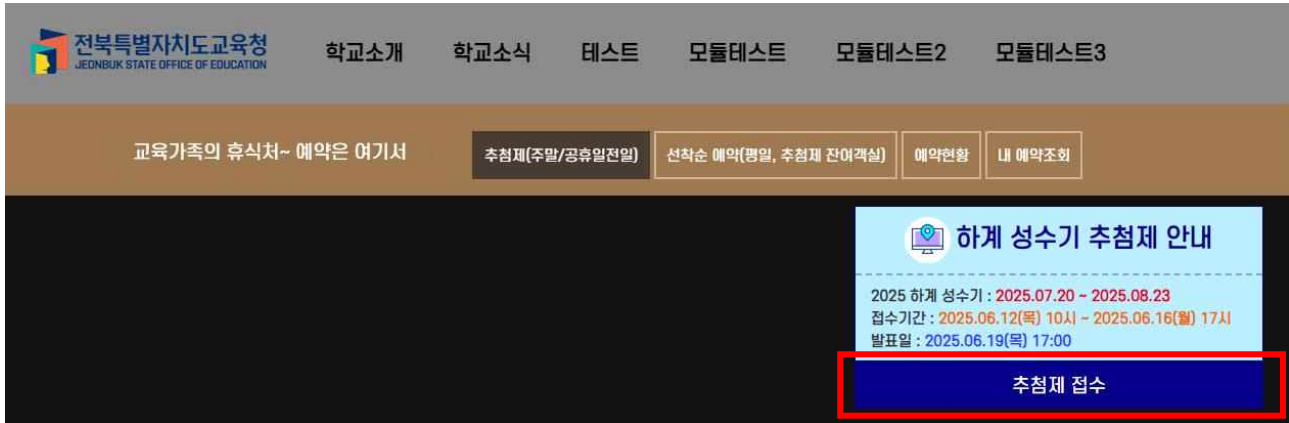 전북특별자치도교육청
JEONBUK STATE OFFICE OF EDUCATION
학교소개 학교소식 테스트 모듈테스트 모듈테스트2 모듈테스트3
교육가족의 휴식처~ 예약은 여기서 추첨제(주말/공휴일전일) 선착순 예약(평일, 추첨제 잔여객실) 예약현황 내 예약조회
하계 성수기 추첨제 안내
2025 하계 성수기 : 2025.07.20 ~ 2025.08.23
접수기간 : 2025.06.12(목) 10시 ~ 2025.06.16(월) 17시
발표일 : 2025.06.19(목) 17:00
추첨제 접수